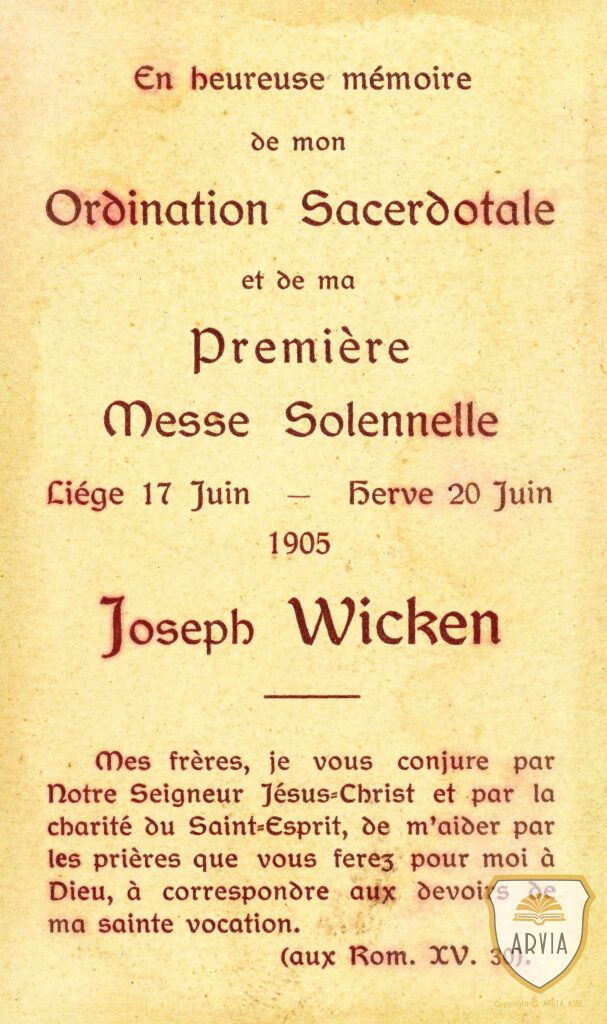 En heureuse mémoire
de mon
Ordination Sacerdotale
et de ma
Première
Messe Solennelle
Liége 17 Juin — Herve 20 Juin
1905
Joseph Wicken
Mes frères, je vous conjure par
Notre Seigneur Jésus-Christ et par la
charité du Saint-Esprit, de m'aider par
les prières que vous ferez pour moi à
Dieu, à correspondre aux devoirs de
ma sainte vocation.
(aux Rom. XV. 30).
ARVIA
Copyright © ARVIA ASBL